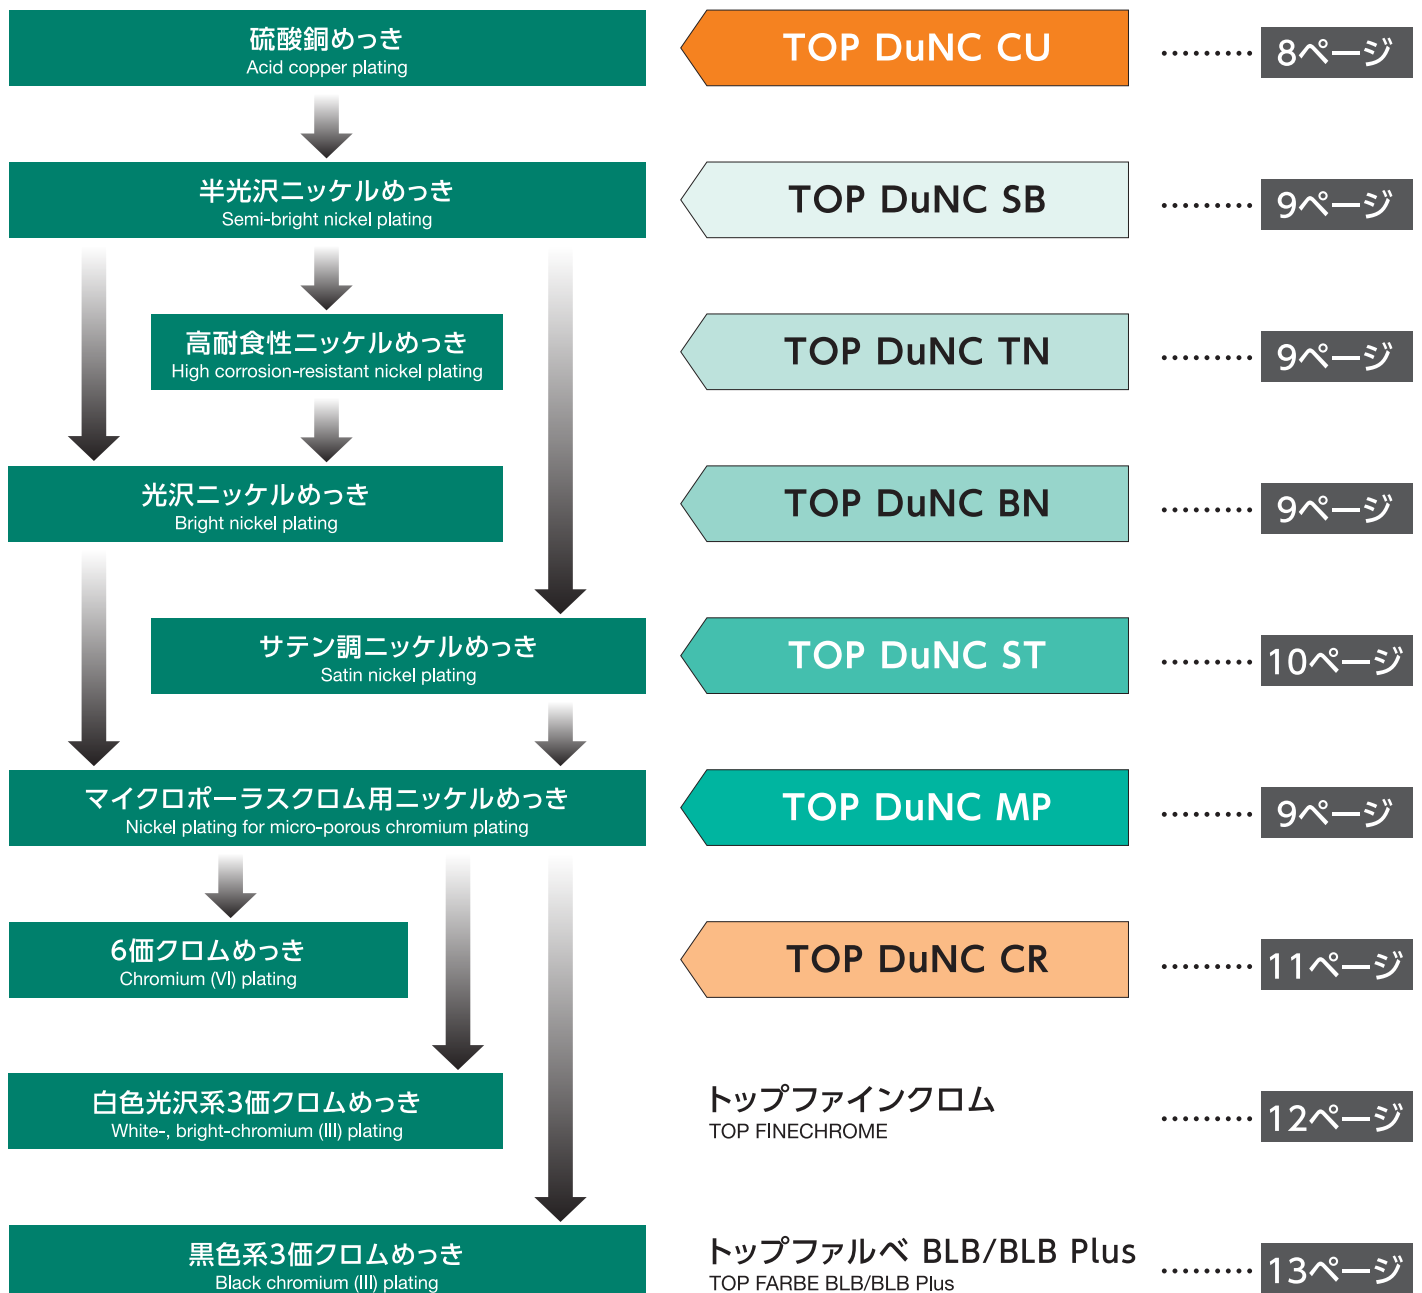 硫酸銅めっき
Acid copper plating
TOP DuNC CU
………
8ページ
半光沢ニッケルめっき
Semi-bright nickel plating
TOP DuNC SB
………
9ページ
高耐食性ニッケルめっき
High corrosion-resistant nickel plating
TOP DuNC TN
………
9ページ
光沢ニッケルめっき
Bright nickel plating
TOP DuNC BN
………
9ページ
サテン調ニッケルめっき
Satin nickel plating
TOP DuNC ST
………
10ページ
マイクロポーラスクロム用ニッケルめっき
Nickel plating for micro-porous chromium plating
TOP DuNC MP
………
9ページ
6価クロムめっき
Chromium (VI) plating
TOP DuNC CR
………
11ページ
白色光沢系3価クロムめっき
White-, bright-chromium (III) plating
トップファインクロム
TOP FINECHROME
………
12ページ
黒色系3価クロムめっき
Black chromium (III) plating
トップファルベ BLB/BLB Plus
TOP FARBE BLB/BLB Plus
………
13ページ